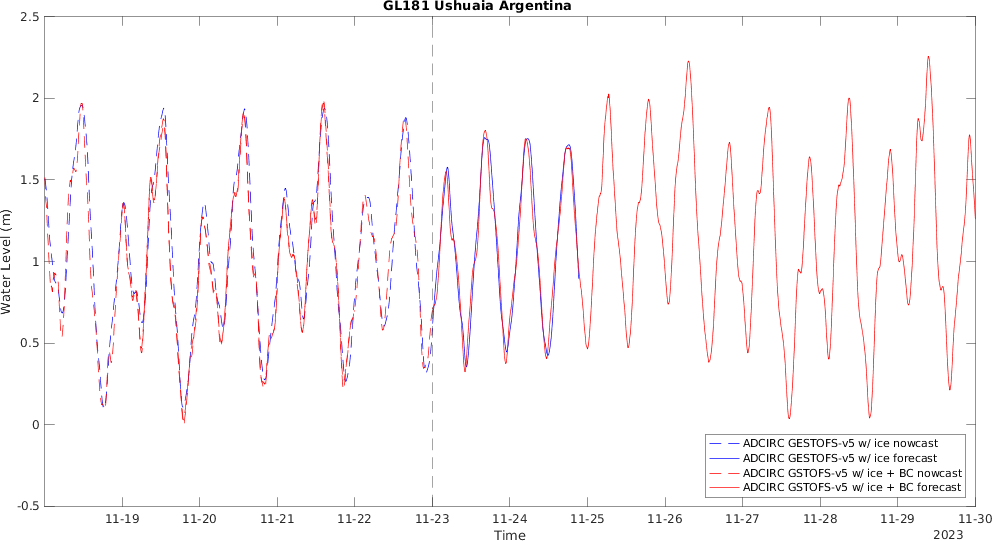 GL181 Ushuaia Argentina
2.5
2
1.5
1
0.5
0
-0.5
Water Level (m)
11-19 11-20 11-21 11-22 11-23 11-24 11-25 11-26 11-27 11-28 11-29 11-30
Time
2023
ADCIRC GESTOFS-v5 w/ ice nowcast
ADCIRC GESTOFS-v5 w/ ice forecast
ADCIRC GSTOFS-v5 w/ ice + BC nowcast
ADCIRC GSTOFS-v5 w/ ice + BC forecast